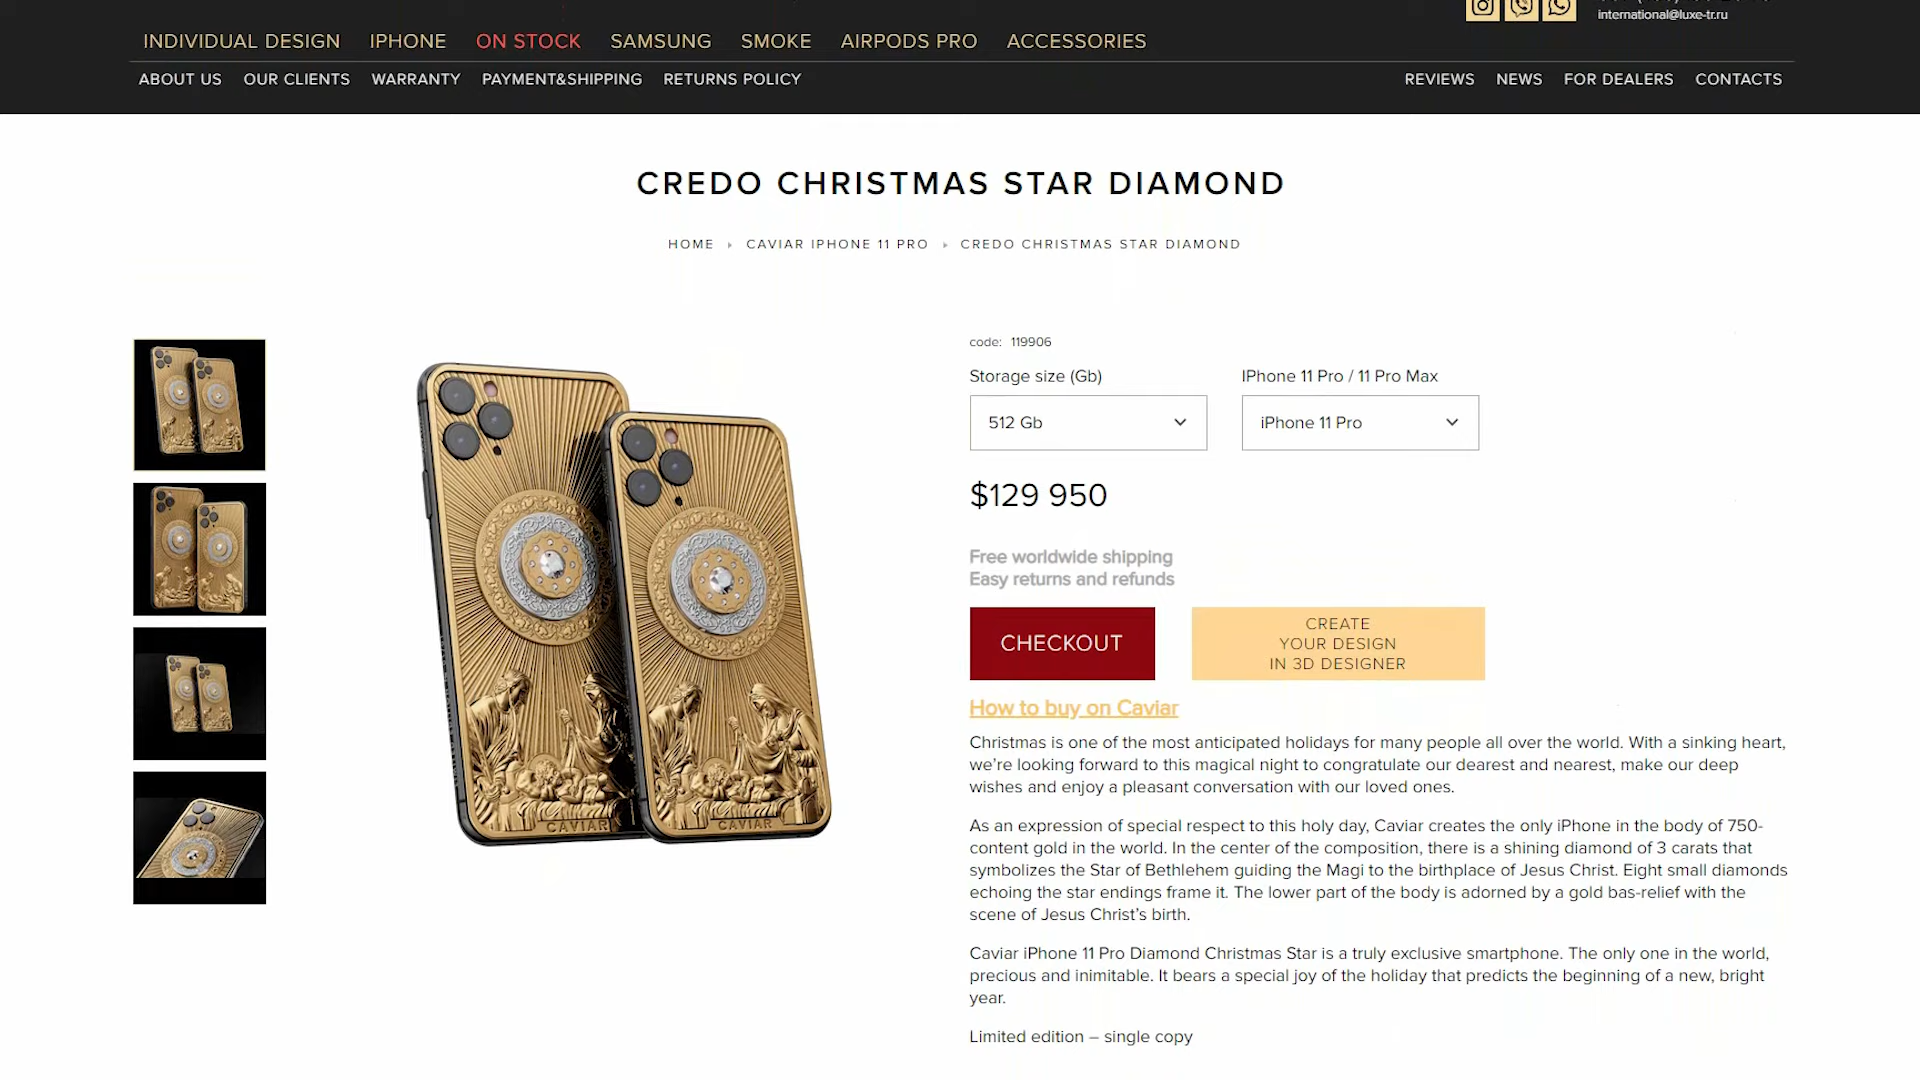 international@luxe-tr.ru
INDIVIDUAL DESIGN IPHONE ON STOCK SAMSUNG SMOKE AIRPODS PRO ACCESSORIES
ABOUT US OUR CLIENTS WARRANTY PAYMENT&SHIPPING RETURNS POLICY REVIEWS NEWS FOR DEALERS CONTACTS
CREDO CHRISTMAS STAR DIAMOND
HOME CAVIAR IPHONE 11 PRO CREDO CHRISTMAS STAR DIAMOND
code: 119906
Storage size (Gb) IPhone 11 Pro / 11 Pro Max
512 Gb iPhone 11 Pro
$129 950
Free worldwide shipping
Easy returns and refunds
CHECKOUT
CREATE
YOUR DESIGN
IN 3D DESIGNER
How to buy on Caviar
Christmas is one of the most anticipated holidays for many people all over the world. With a sinking heart,
we're looking forward to this magical night to congratulate our dearest and nearest, make our deep
wishes and enjoy a pleasant conversation with our loved ones.
As an expression of special respect to this holy day, Caviar creates the only iPhone in the body of 750-
content gold in the world. In the center of the composition, there is a shining diamond of 3 carats that
symbolizes the Star of Bethlehem guiding the Magi to the birthplace of Jesus Christ. Eight small diamonds
echoing the star endings frame it. The lower part of the body is adorned by a gold bas-relief with the
scene of Jesus Christ's birth.
Caviar iPhone 11 Pro Diamond Christmas Star is a truly exclusive smartphone. The only one in the world,
precious and inimitable. It bears a special joy of the holiday that predicts the beginning of a new, bright
year.
Limited edition – single copy
CAVIAR CAVIAR